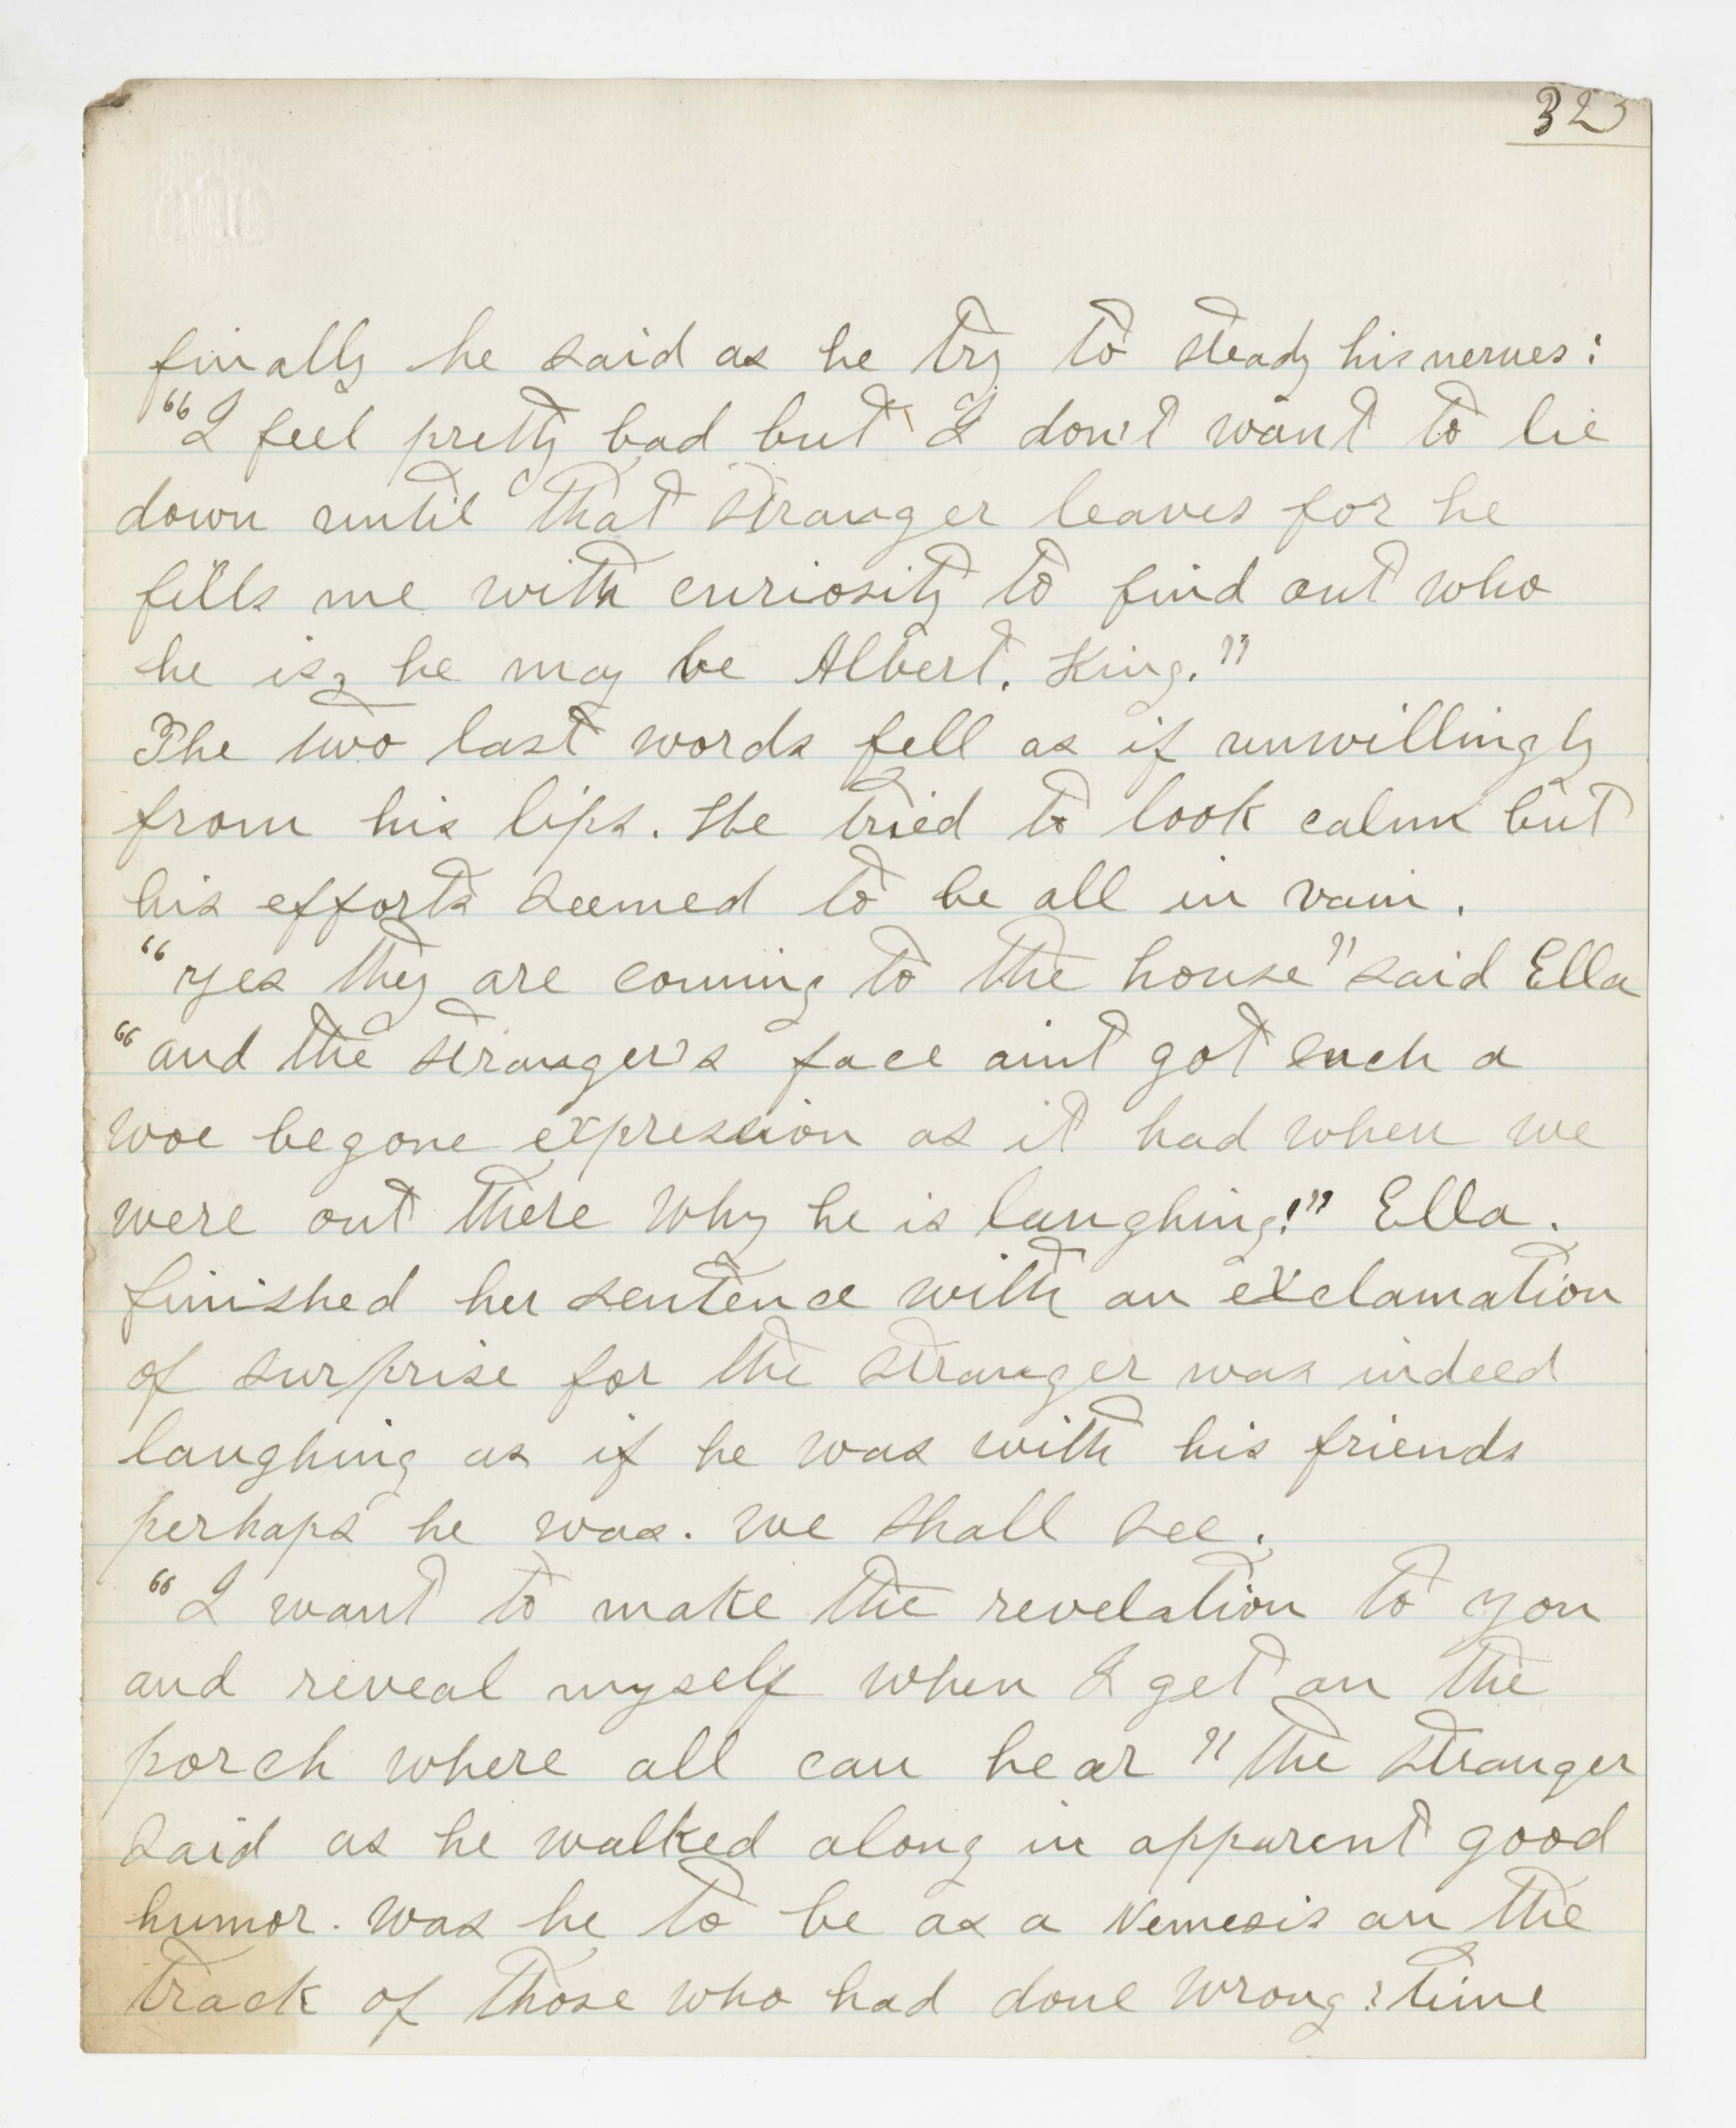 323
finally he said as he try to steady his nerves:
"I feel pretty bad but I don't want to lie
down until that stranger leaves for he
fills me with curiosity to find out who
he is, he may be Albert. King."
The two last words fell as if unwillingly
from his lips. He tried to look calm but
his efforts seemed to be all in vain.
"yes they are coming to the house" said Ella
"and the stranger's face aint got such a
woe begone expression as it had when we
were out there why he is laughing!" Ella.
finished her sentence with an exclamation
of surprise for the stranger was indeed
laughing as if he was with his friends
perhaps he was. we shall see.
"I want to make the revelation to you
and reveal myself when I get on the
porch where all can hear" the stranger
said as he walked along in apparent good
humor. was he to be as a Nemesis on the
track of those who had done wrong? time